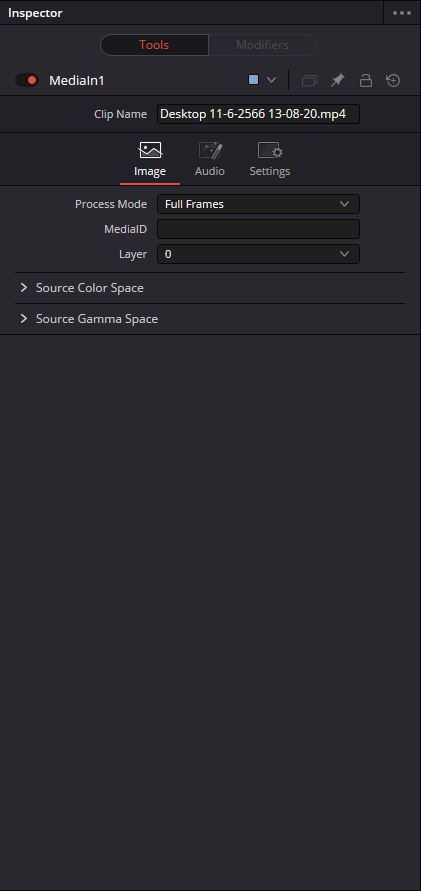 Inspector
Tools Modifiers
MediaIn1
Clip Name Desktop 11-6-2566 13-08-20.mp4
Image Audio Settings
Process Mode Full Frames
MediaID
Layer 0
Source Color Space
Source Gamma Space